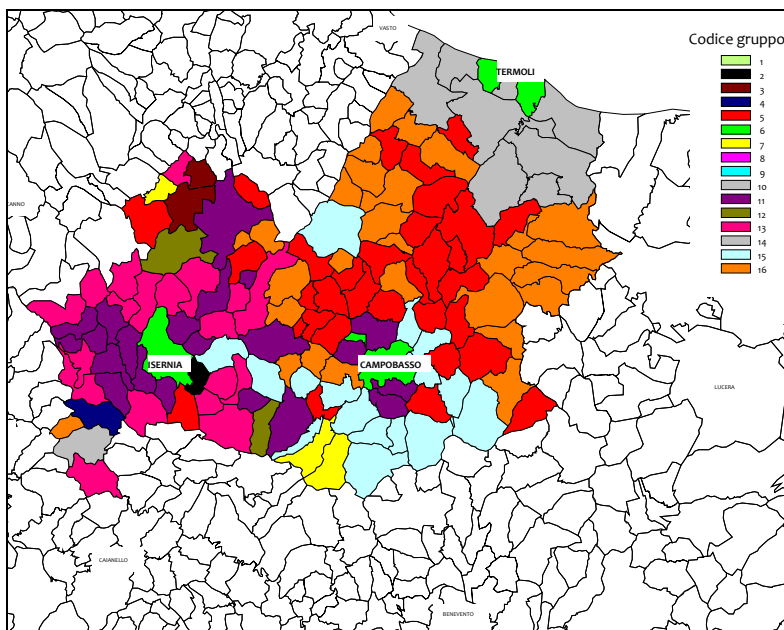 VASTO
Codice gruppo
TERMOLI
1
2
3
4
5
6
7
8
9
10
11
12
13
14
15
16
CANNO
ISERNIA
CAMPOBASSO
LUCERA
CAIANELLO
BENEVENTO